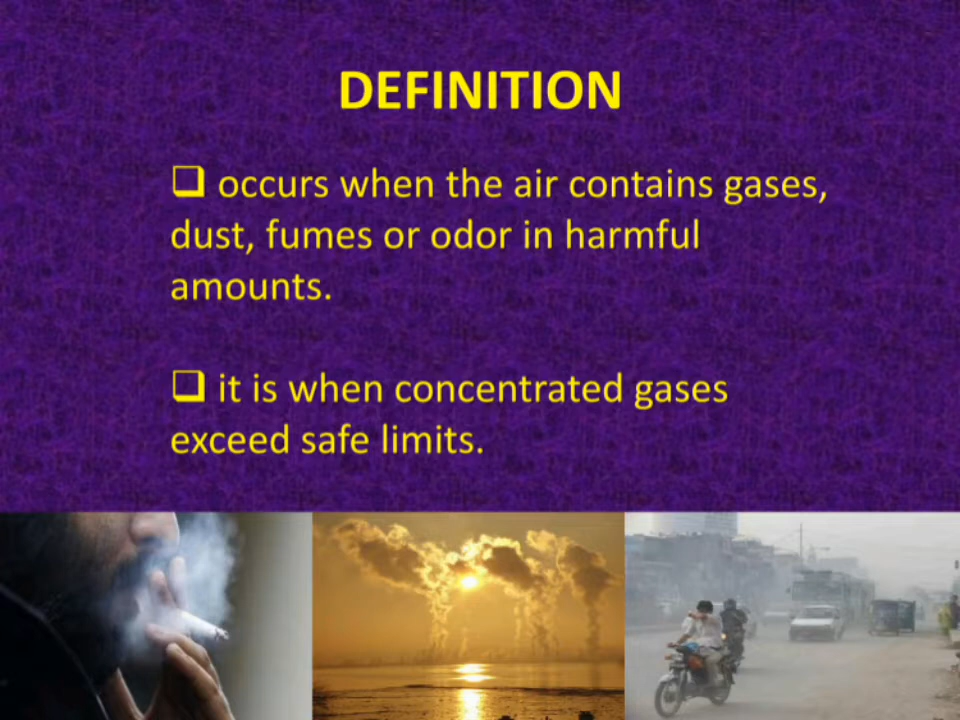 DEFINITION
❑ occurs when the air contains gases,
dust, fumes or odor in harmful
amounts.
❑ it is when concentrated gases
exceed safe limits.